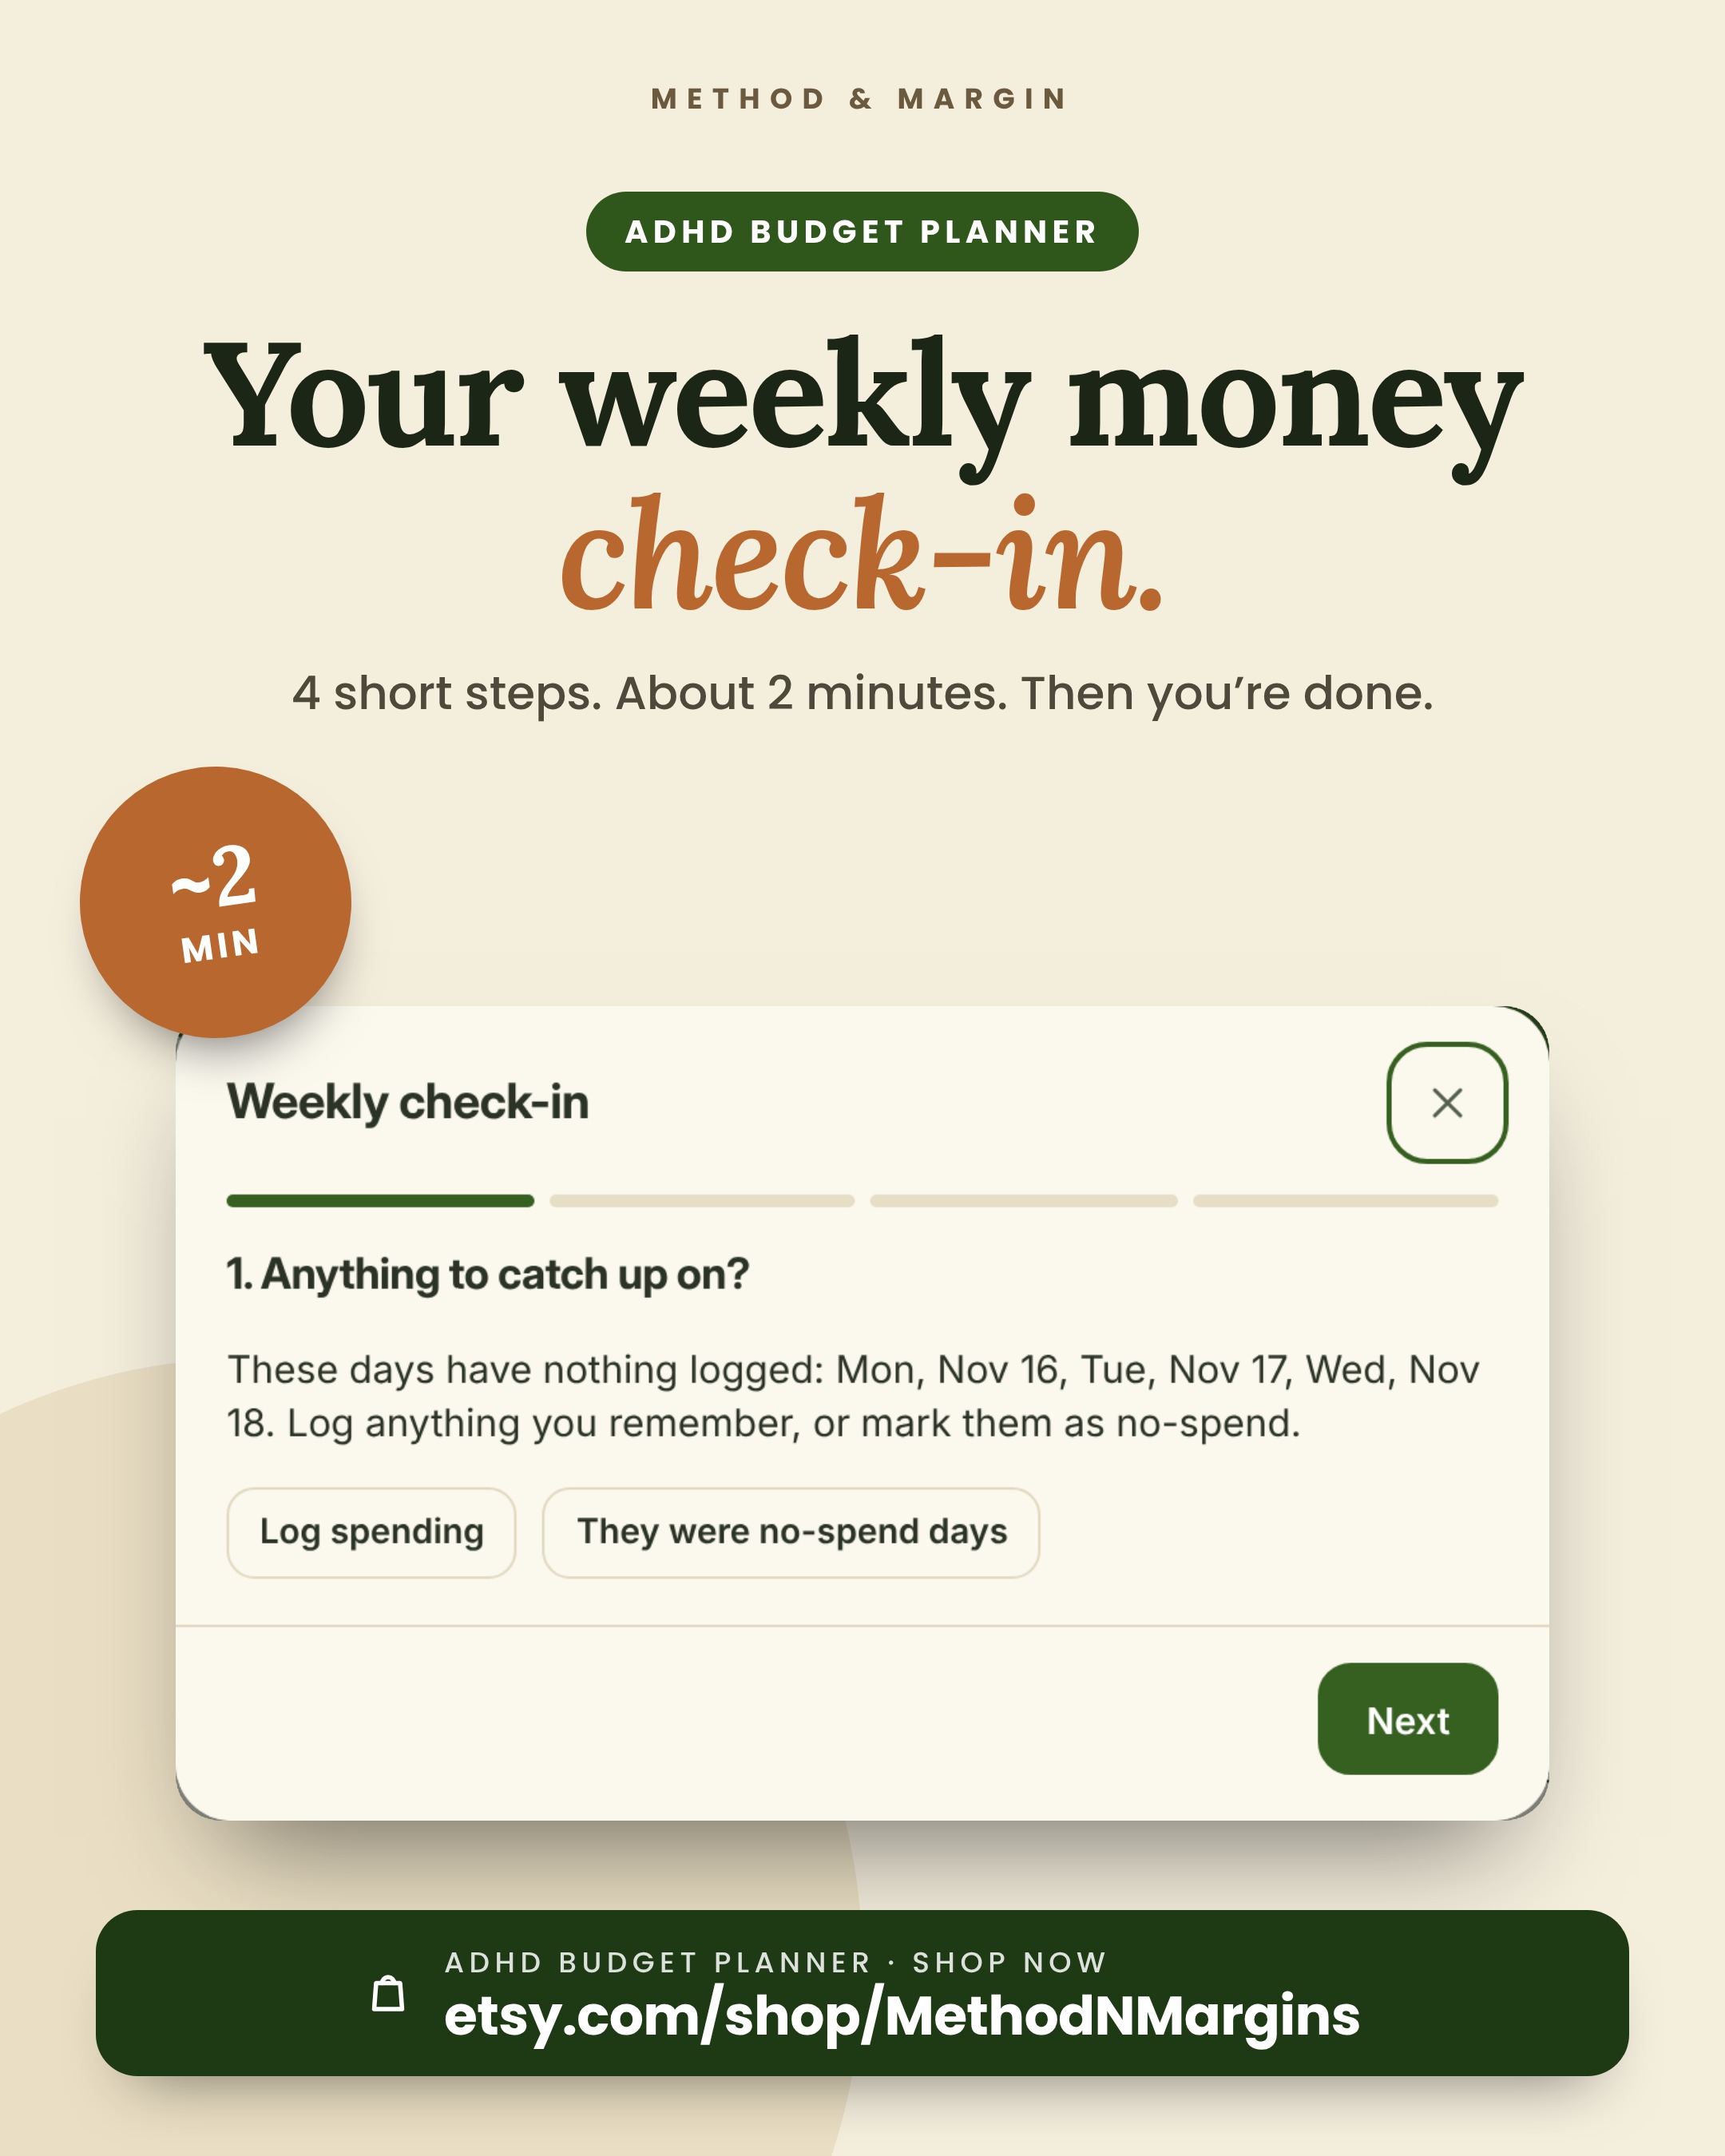 METHOD & MARGIN
ADHD BUDGET PLANNER
Your weekly money
check-in.
4 short steps. About 2 minutes. Then you’re done.
~2
MIN
Weekly check-in
1. Anything to catch up on?
These days have nothing logged: Mon, Nov 16, Tue, Nov 17, Wed, Nov
18. Log anything you remember, or mark them as no-spend.
Log spending
They were no-spend days
Next
ADHD BUDGET PLANNER · SHOP NOW
etsy.com/shop/MethodNMargins